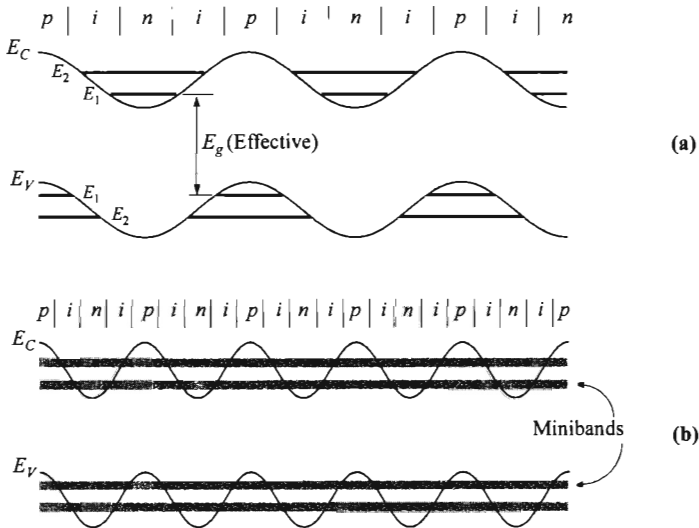 p | i | n | i | p | i | n | i | p | i | n
E_C
E_2
E_1
E_g (Effective)
(a)
E_V
E_1
E_2
p | i | n | i | p | i | n | i | p | i | n | i | p | i | n | i | p | i | n | i | p
E_C
Minibands
(b)
E_V